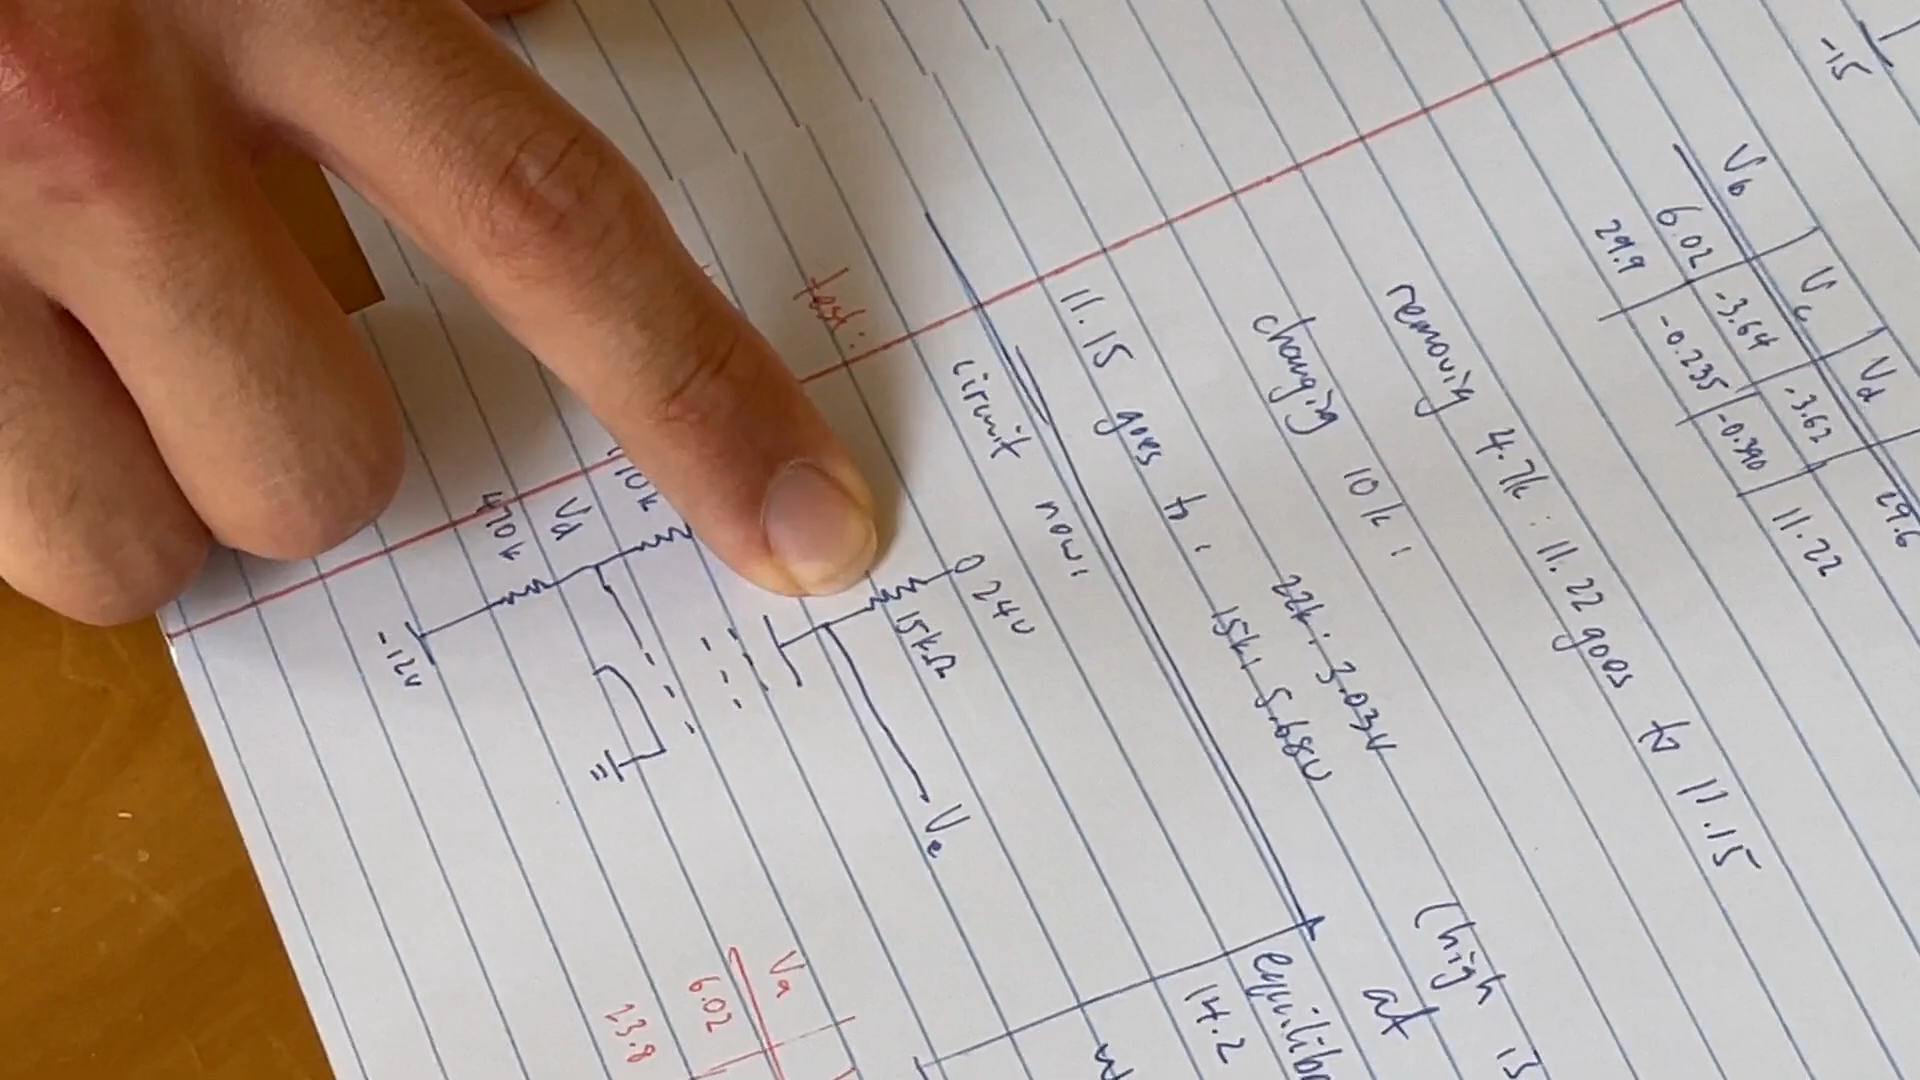 -15
Vb Vc Vd
6.02 -3.64 -3.62 29.6
29.9 -0.235 -0.390 11.22
removing 4.7k: 11.22 goes to 11.15
changing 10k:
11.15 goes to: 22k: 3.03V
15k: 5.68V
(high
at
equilibr
14.2
circuit now:
24V
15kΩ
Ve
test:
10k
Vd
470k
-12V
Va
6.02
23.8